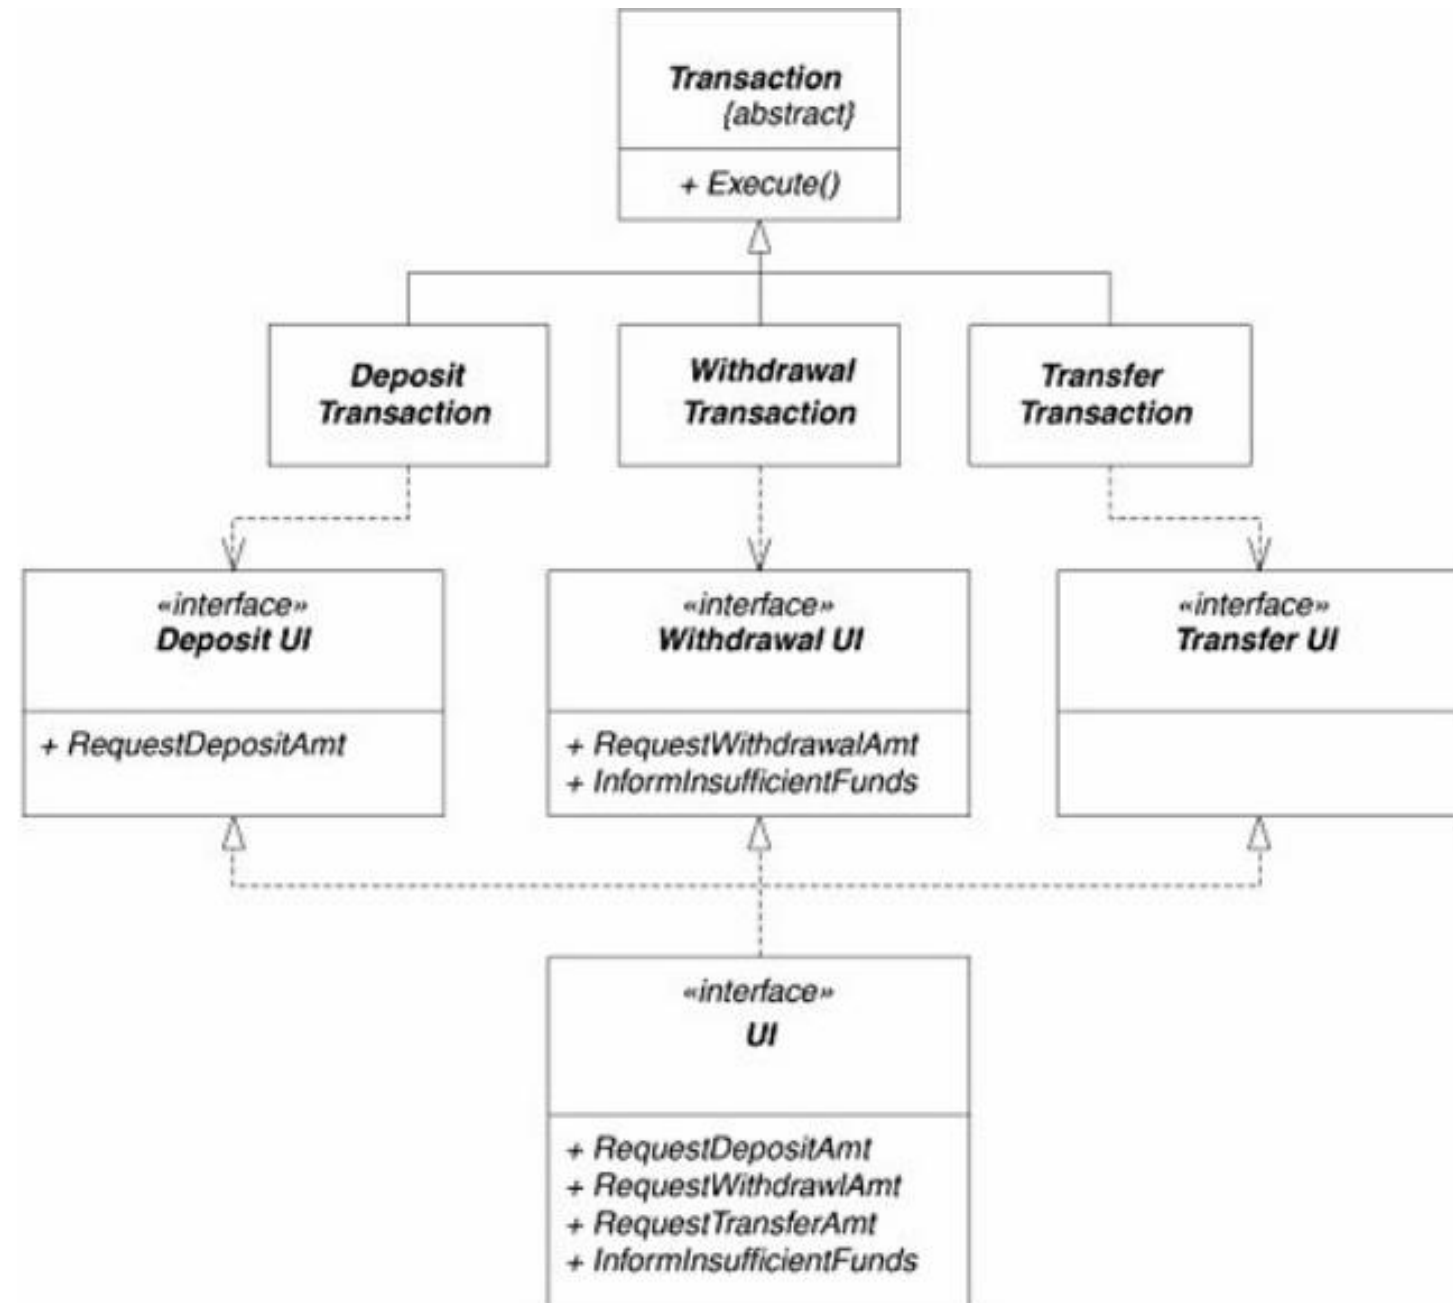 Transaction
{abstract}
+ Execute()
Deposit
Transaction
Withdrawal
Transaction
Transfer
Transaction
«interface»
Deposit UI
+ RequestDepositAmt
«interface»
Withdrawal UI
+ RequestWithdrawalAmt
+ InformInsufficientFunds
«interface»
Transfer UI
«interface»
UI
+ RequestDepositAmt
+ RequestWithdrawlAmt
+ RequestTransferAmt
+ InformInsufficientFunds